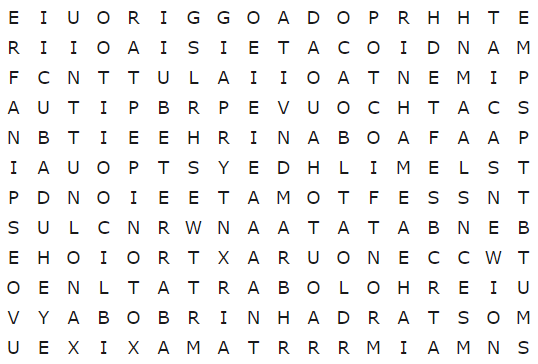 E I U O R I G G O A D O P R H H T E
R I I O A I S I E T A C O I D N A M
F C N T T U L A I I O A T N E M I P
A U T I P B R P E V U O C H T A C S
N B T I E E H R I N A B O A F A A P
I A U O P T S Y E D H L I M E L S T
P D N O I E E T A M O T F E S S N T
S U L C N R W N A A T A T A B N E B
E H O I O R T X A R U O N E C C W T
O E N L T A T R A B O L O H R E I U
V Y A B O B R I N H A D R A T S O M
U E X I X A M A T R R R M I A M N S